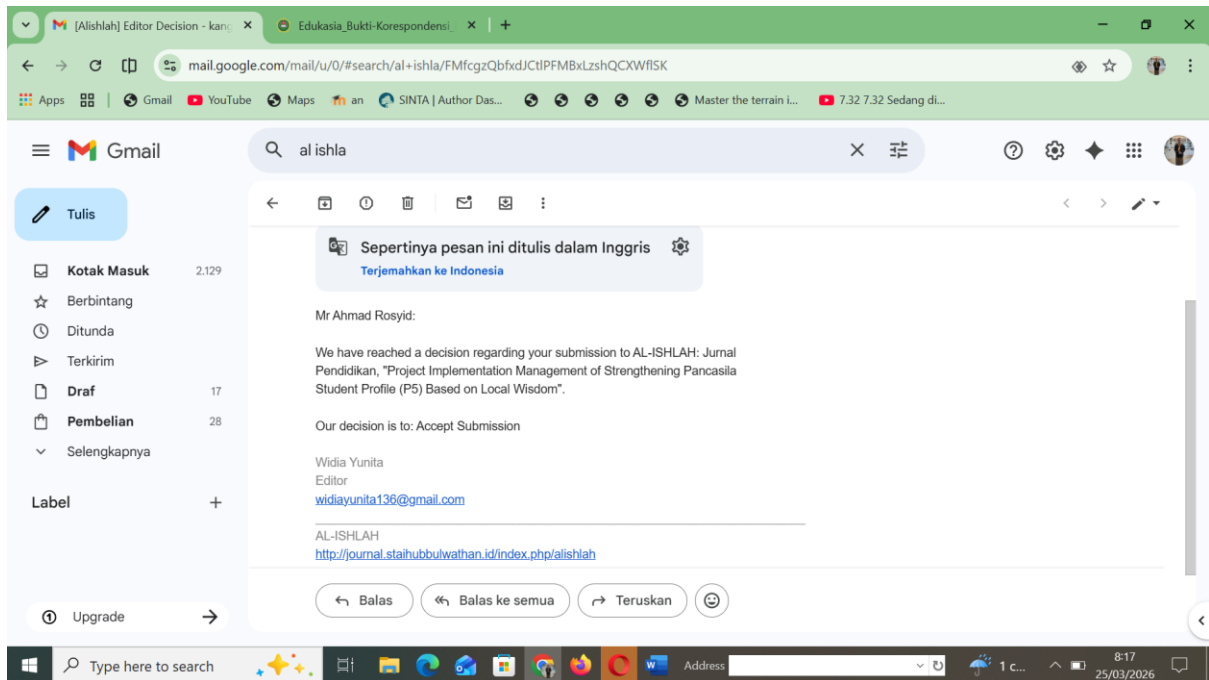 [Alishlah] Editor Decision - kang
Edukasia_Bukti-Korespondensi_
mail.google.com/mail/u/0/#search/al+ishla/FMfcgzQbfxdJCtlPFMBxLzshQCXWflSK
Apps Gmail YouTube Maps an SINTA | Author Das... Master the terrain i... 7.32 7.32 Sedang di...
Gmail
al ishla
Tulis
Kotak Masuk 2.129
Berbintang
Ditunda
Terkirim
Draf 17
Pembelian 28
Selengkapnya
Label
Upgrade
Sepertinya pesan ini ditulis dalam Inggris
Terjemahkan ke Indonesia
Mr Ahmad Rosyid:
We have reached a decision regarding your submission to AL-ISHLAH: Jurnal
Pendidikan, "Project Implementation Management of Strengthening Pancasila
Student Profile (P5) Based on Local Wisdom".
Our decision is to: Accept Submission
Widia Yunita
Editor
widiayunita136@gmail.com
AL-ISHLAH
http://journal.staihubbulwathan.id/index.php/alishlah
Balas
Balas ke semua
Teruskan
Type here to search
Address
1 c...
8:17
25/03/2026